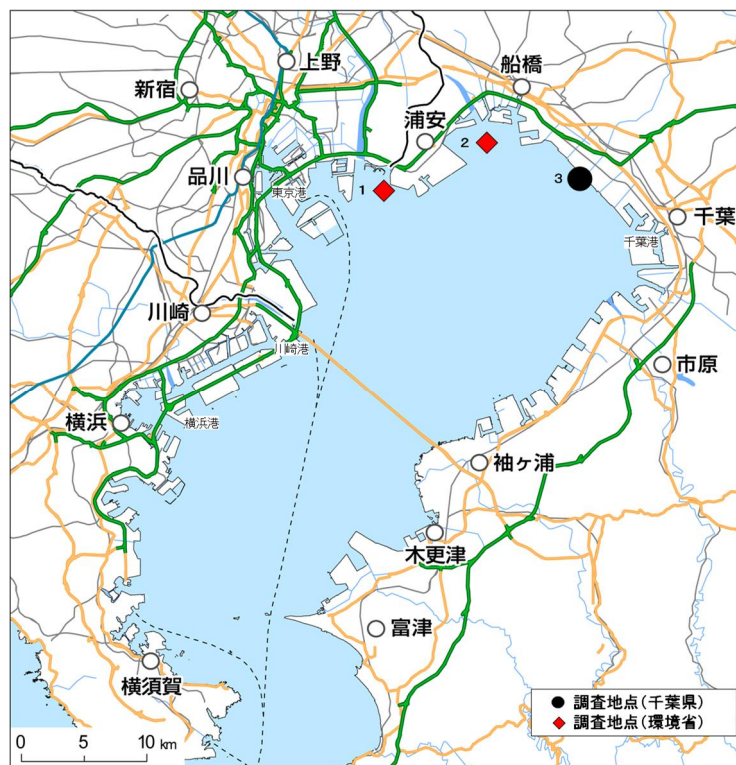 上野
船橋
新宿
浦安
2
品川
東京港
1
3
千葉
千葉港
川崎
川崎港
市原
横浜
横浜港
袖ヶ浦
木更津
富津
横須賀
調査地点(千葉県)
調査地点(環境省)
0 5 10 km